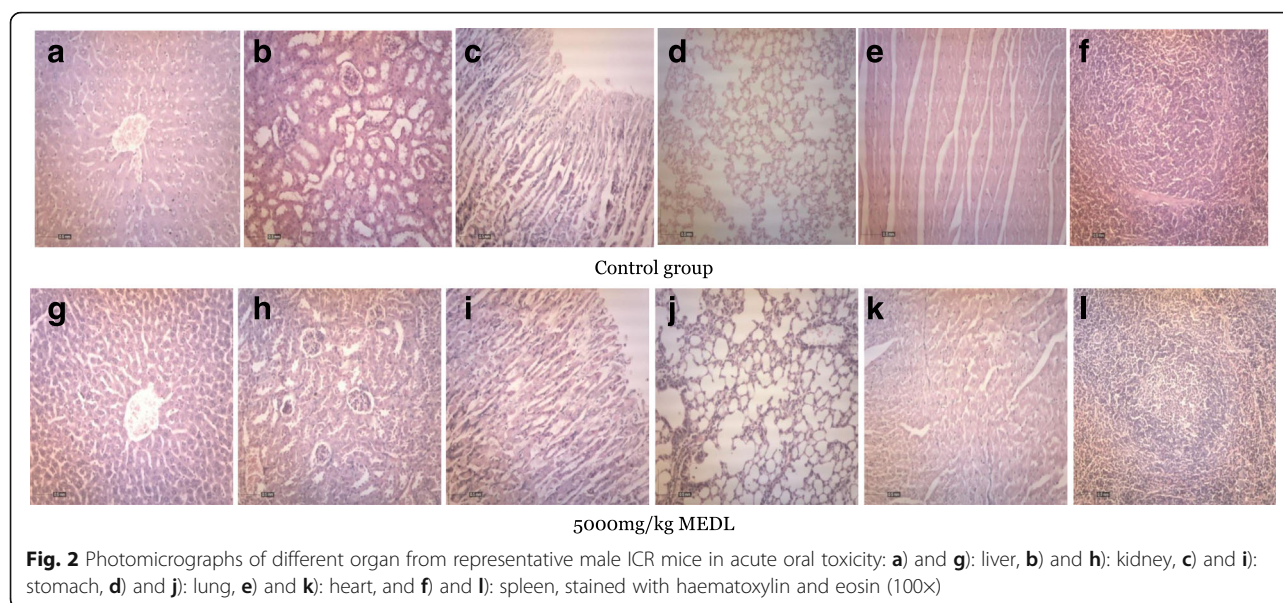 a b c d e f
Control group
g h i j k l
5000mg/kg MEDL
Fig. 2 Photomicrographs of different organ from representative male ICR mice in acute oral toxicity: a) and g): liver, b) and h): kidney, c) and i):
stomach, d) and j): lung, e) and k): heart, and f) and l): spleen, stained with haematoxylin and eosin (100×)